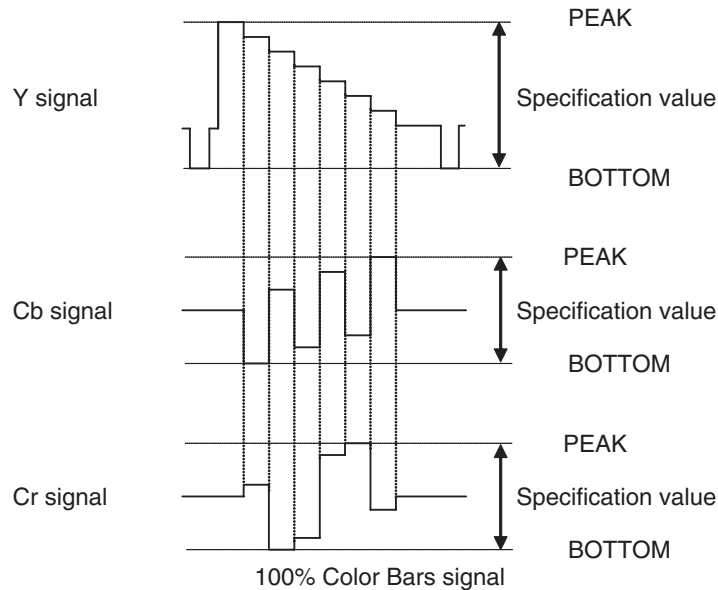 PEAK
Y signal
Specification value
BOTTOM
PEAK
Cb signal
Specification value
BOTTOM
PEAK
Cr signal
Specification value
BOTTOM
100% Color Bars signal